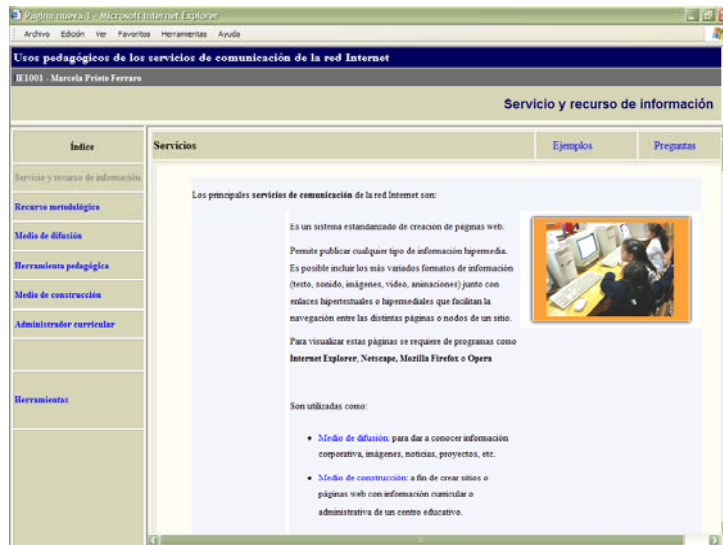 Pagina nueva 1 - Microsoft Internet Explorer
Archivo Edición Ver Favoritos Herramientas Ayuda
Usos pedagógicos de los servicios de comunicación de la red Internet
IE1001 - Marcela Prieto Ferraro
Servicio y recurso de información
Índice
Servicio y recurso de información
Recurso metodológico
Medio de difusión
Herramienta pedagógica
Medio de construcción
Administrador curricular
Herramientas
Servicios
Ejemplos
Preguntas
Los principales servicios de comunicación de la red Internet son:
Es un sistema estandarizado de creación de páginas web.
Permite publicar cualquier tipo de información hipermedia.
Es posible incluir los más variados formatos de información
(texto, sonido, imágenes, video, animaciones) junto con
enlaces hipertextuales o hipermediales que facilitan la
navegación entre las distintas páginas o nodos de un sitio.
Para visualizar estas páginas se requiere de programas como
Internet Explorer, Netscape, Mozilla Firefox o Opera
Son utilizadas como:
• Medio de difusión: para dar a conocer información
corporativa, imágenes, noticias, proyectos, etc.
• Medio de construcción: a fin de crear sitios o
páginas web con información curricular o
administrativa de un centro educativo.